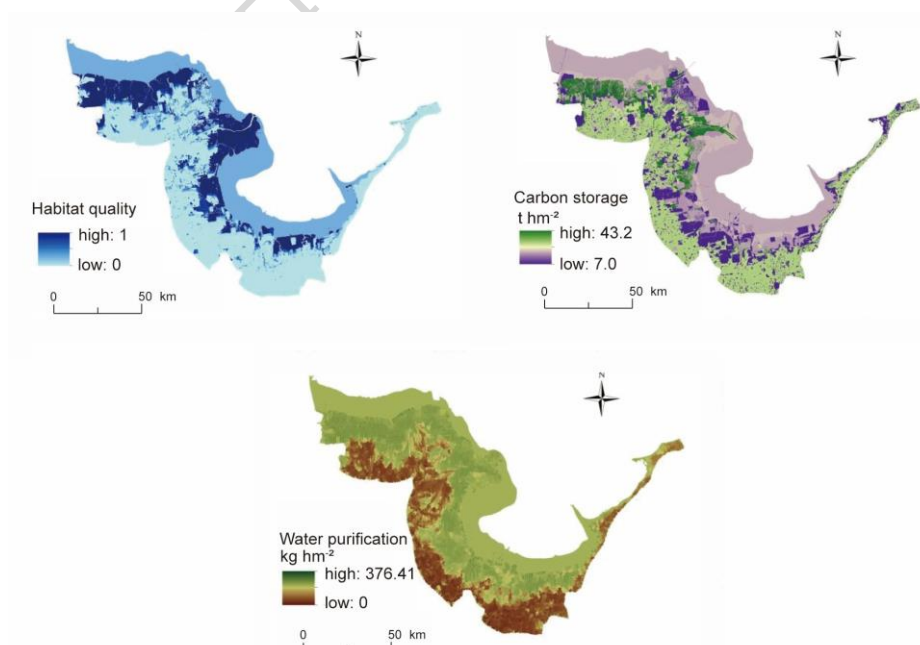 N
N
Habitat quality
high: 1
low: 0
0 50 km
Carbon storage
t hm⁻²
high: 43.2
low: 7.0
0 50 km
N
Water purification
kg hm⁻²
high: 376.41
low: 0
0 50 km